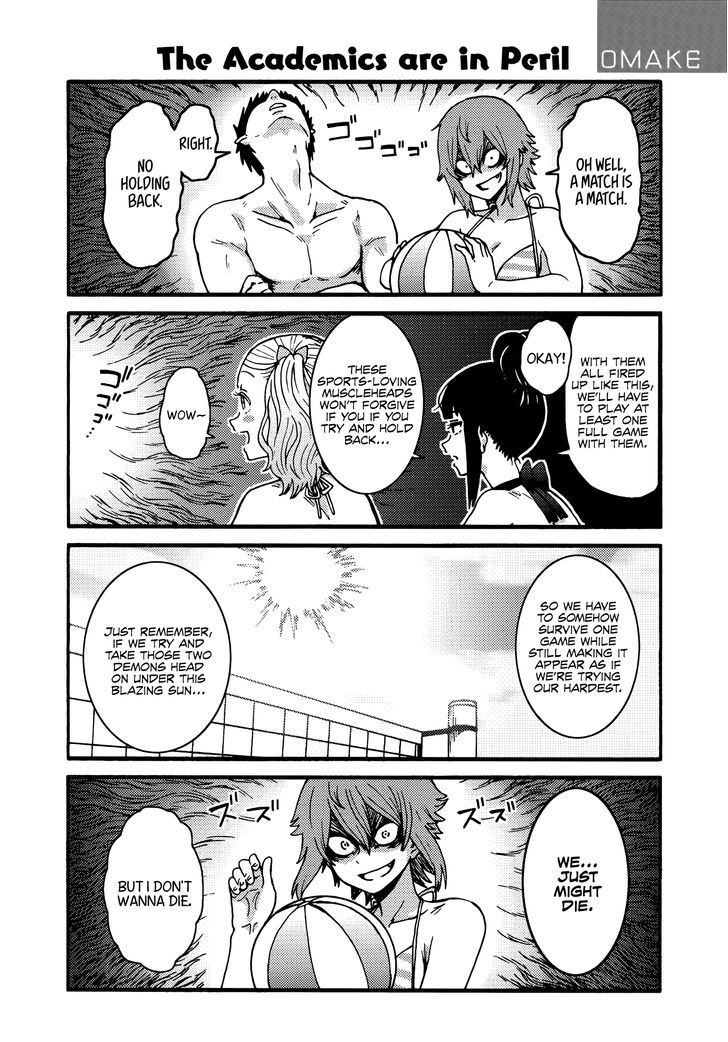 The Academics are in Peril
OMAKE
OH WELL,
A MATCH IS
A MATCH.
ゴゴゴゴ
RIGHT.
NO
HOLDING
BACK.
WITH THEM
ALL FIRED
UP LIKE THIS,
WE'LL HAVE
TO PLAY AT
LEAST ONE
FULL GAME
WITH THEM.
OKAY!
THESE
SPORTS-LOVING
MUSCLEHEADS
WON'T FORGIVE
YOU IF YOU
TRY AND HOLD
BACK...
WOW~
ゴゴゴ...
SO WE HAVE
TO SOMEHOW
SURVIVE ONE
GAME WHILE
STILL MAKING IT
APPEAR AS IF
WE'RE TRYING
OUR HARDEST.
JUST REMEMBER,
IF WE TRY AND
TAKE THOSE TWO
DEMONS HEAD
ON UNDER THIS
BLAZING SUN...
WE...
JUST
MIGHT
DIE.
ズズ
ズズ
BUT I DON'T
WANNA DIE.